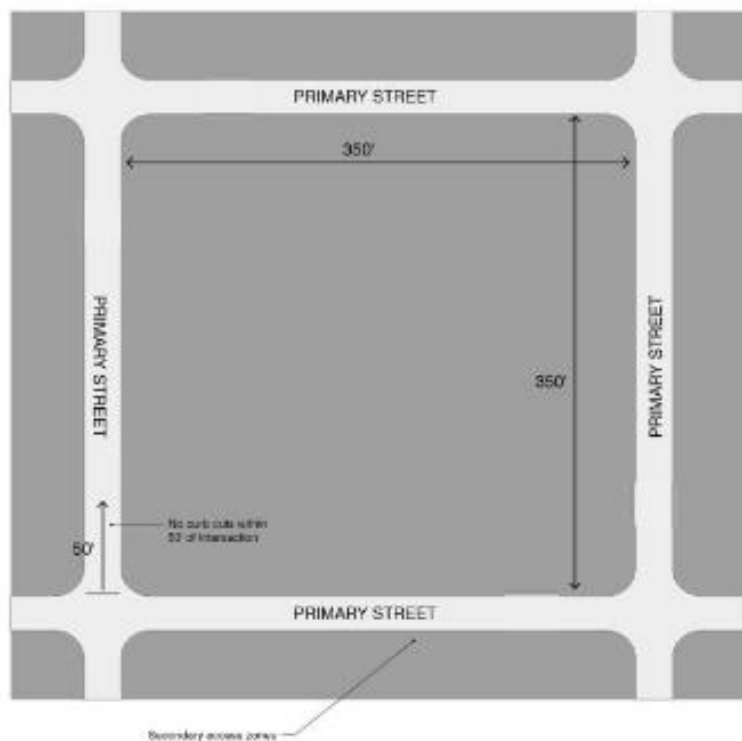 PRIMARY STREET
350'
PRIMARY STREET
PRIMARY STREET
350'
No curb cuts within
50' of intersection
50'
PRIMARY STREET
Secondary access zones